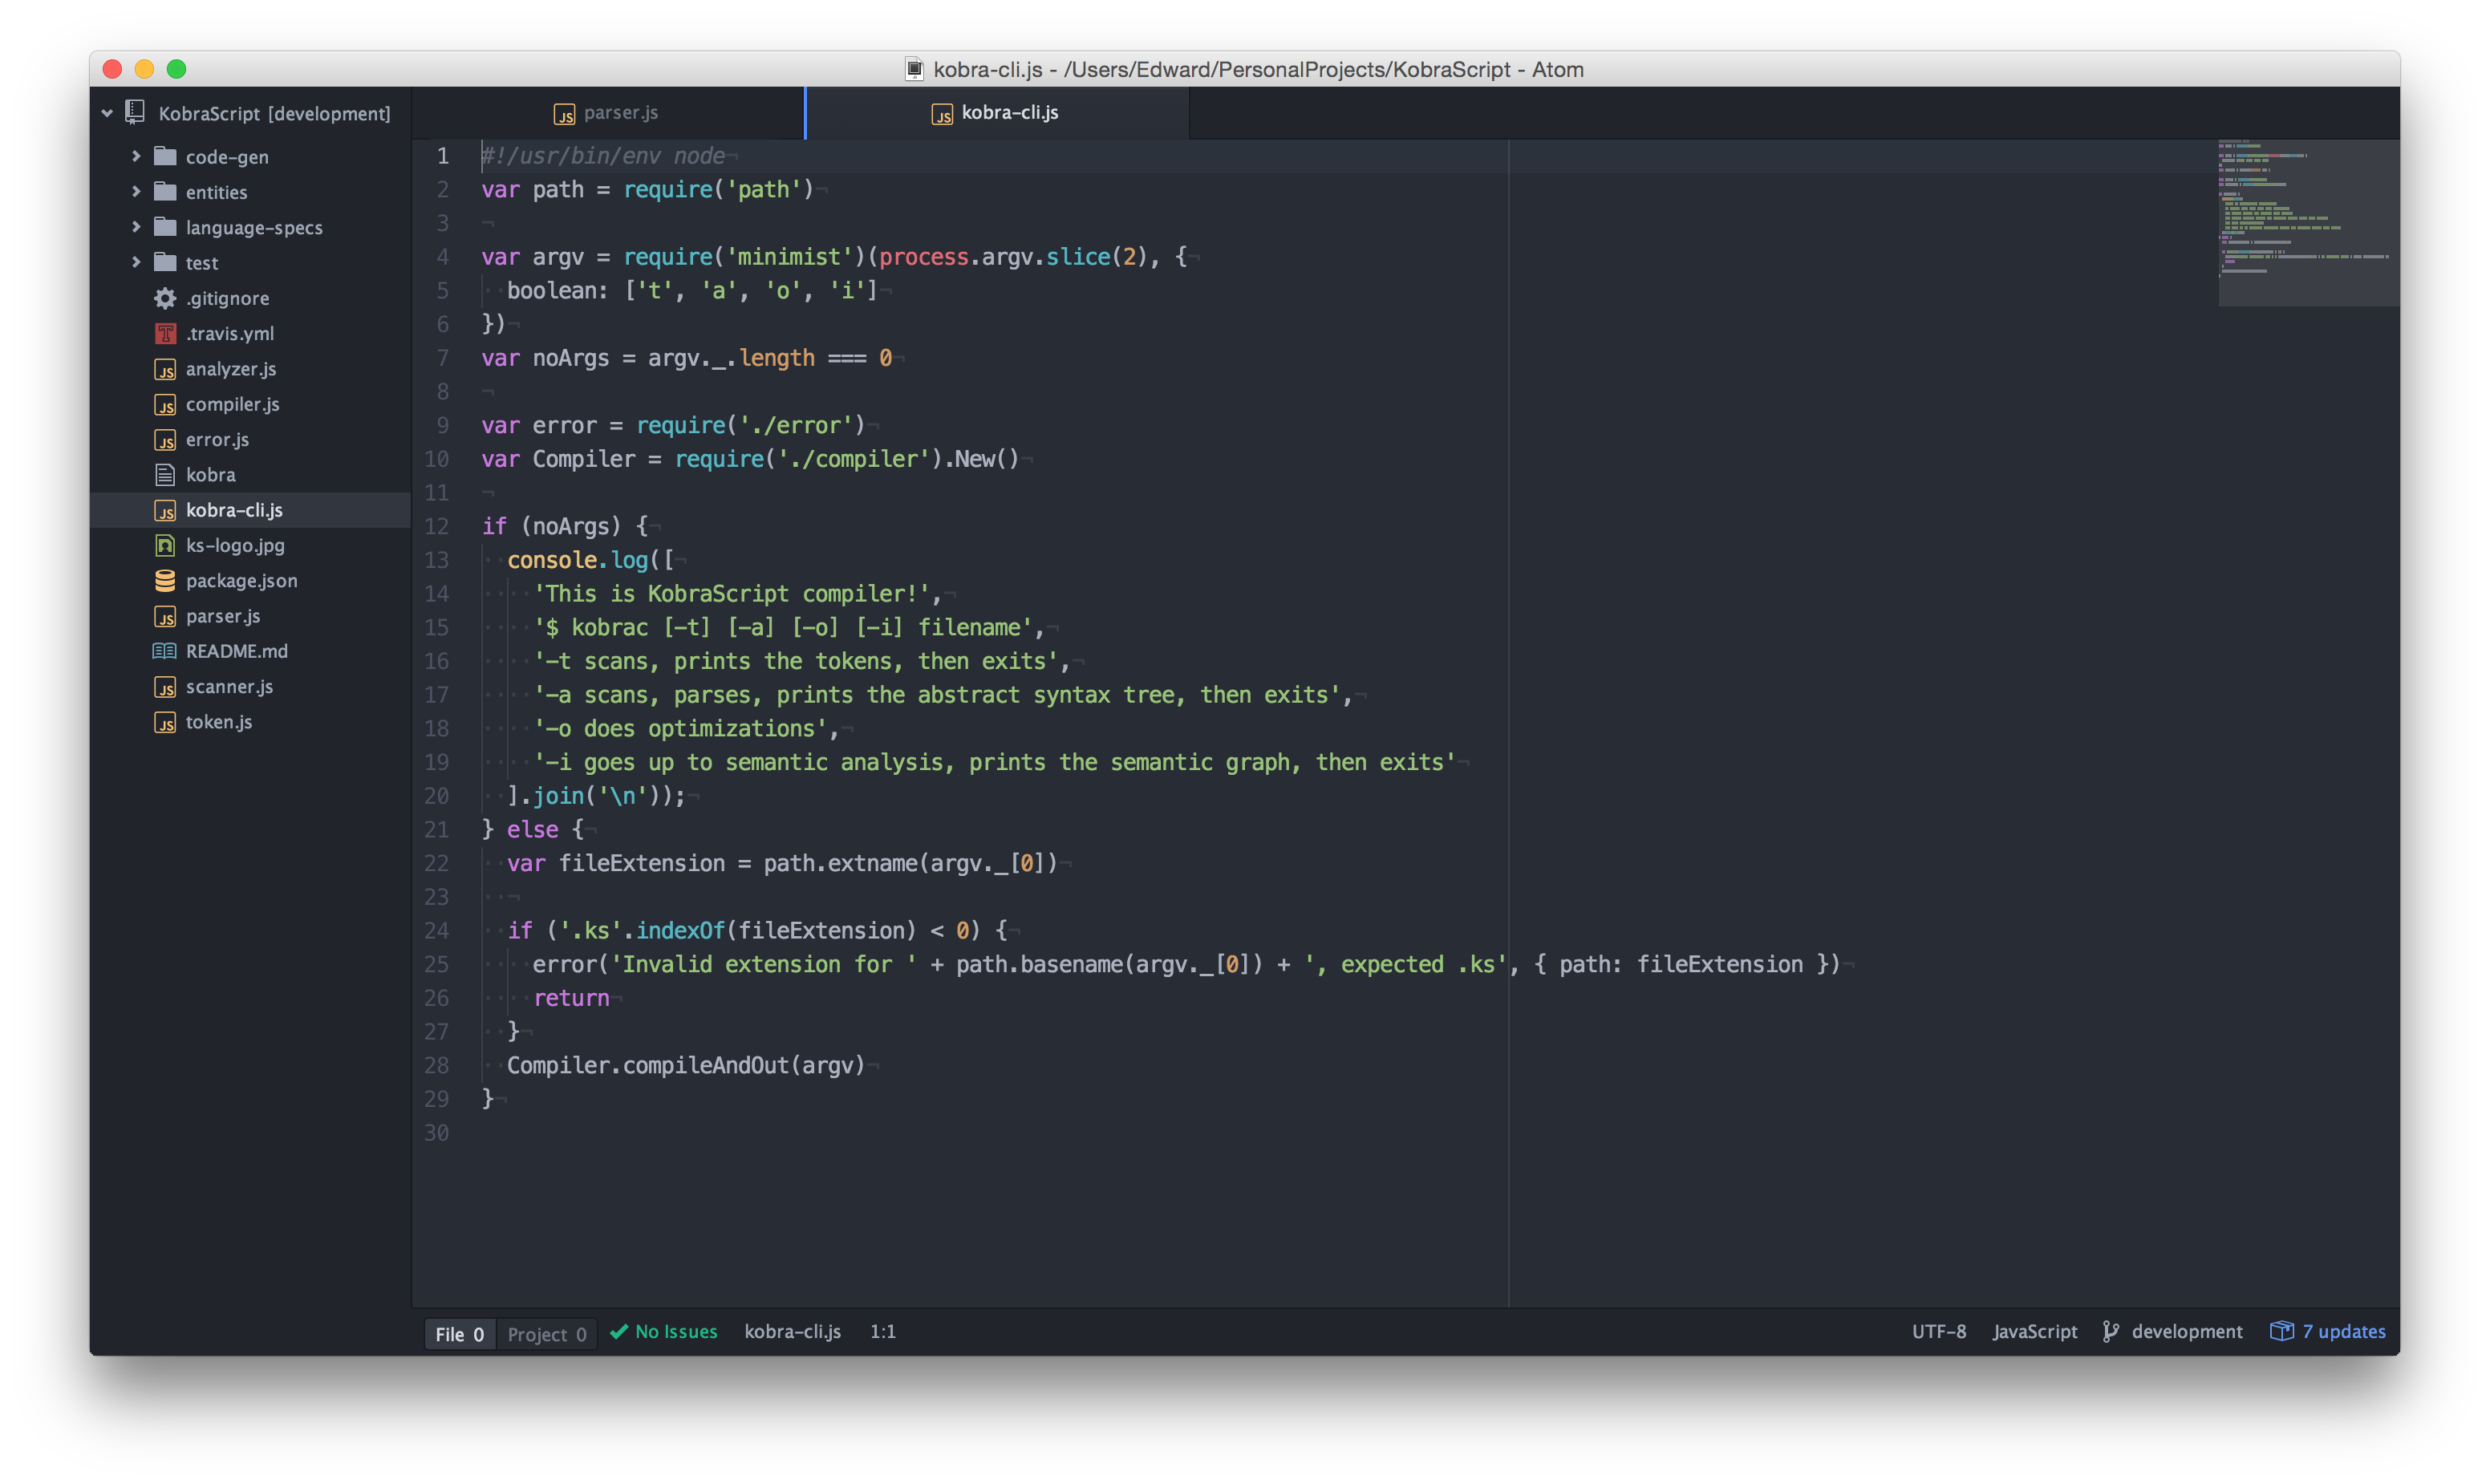 kobra-cli.js - /Users/Edward/PersonalProjects/KobraScript - Atom
KobraScript [development]
code-gen
entities
language-specs
test
.gitignore
.travis.yml
analyzer.js
compiler.js
error.js
kobra
kobra-cli.js
ks-logo.jpg
package.json
parser.js
README.md
scanner.js
token.js
parser.js
kobra-cli.js
1 #!/usr/bin/env node
2 var path = require('path')
3
4 var argv = require('minimist')(process.argv.slice(2), {
5   boolean: ['t', 'a', 'o', 'i']
6 })
7 var noArgs = argv._.length === 0
8
9 var error = require('./error')
10 var Compiler = require('./compiler').New()
11
12 if (noArgs) {
13   console.log([
14     'This is KobraScript compiler!',
15     '$ kobrac [-t] [-a] [-o] [-i] filename',
16     '-t scans, prints the tokens, then exits',
17     '-a scans, parses, prints the abstract syntax tree, then exits',
18     '-o does optimizations',
19     '-i goes up to semantic analysis, prints the semantic graph, then exits'
20   ].join('\n'));
21 } else {
22   var fileExtension = path.extname(argv._[0])
23
24   if ('.ks'.indexOf(fileExtension) < 0) {
25     error('Invalid extension for ' + path.basename(argv._[0]) + ', expected .ks', { path: fileExtension })
26     return
27   }
28   Compiler.compileAndOut(argv)
29 }
30
File 0 Project 0 No Issues kobra-cli.js 1:1 UTF-8 JavaScript development 7 updates